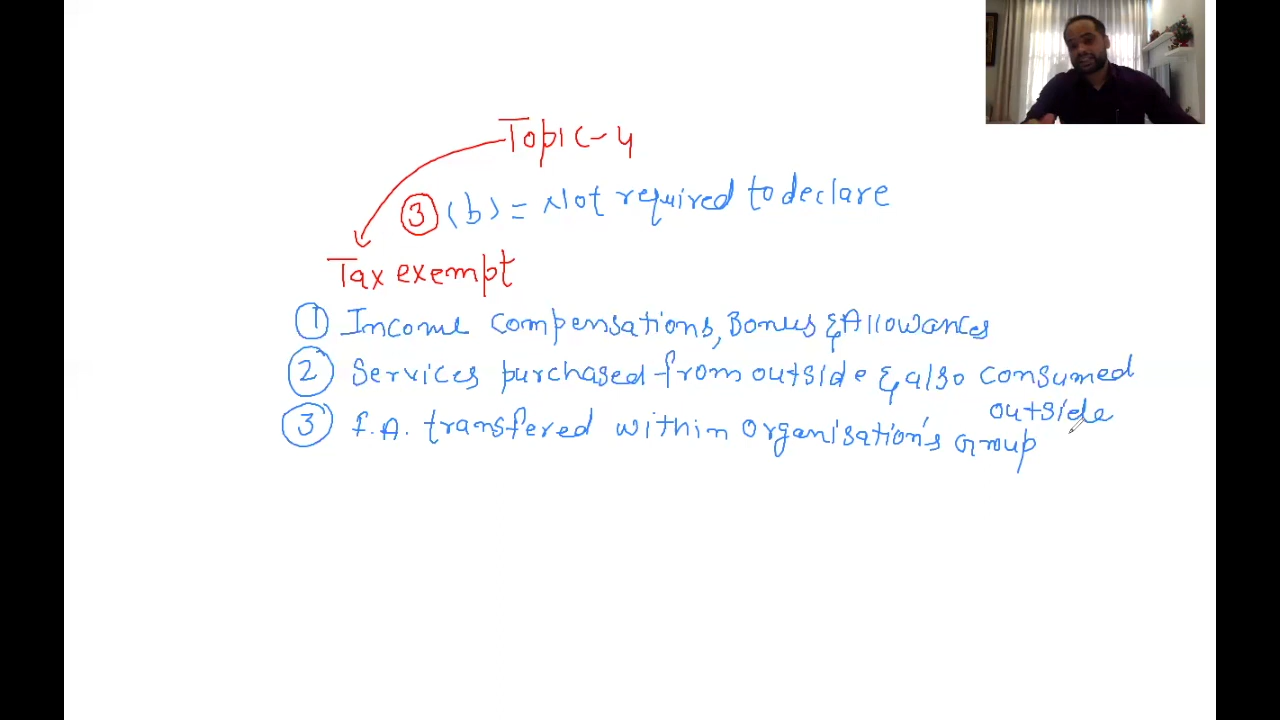 Topic-4
③ (b) = Not required to declare
Tax exempt
① Income compensations, Bonus & Allowances
② Services purchased from outside & also consumed
outside
③ F.A. transfered within organisation's Group